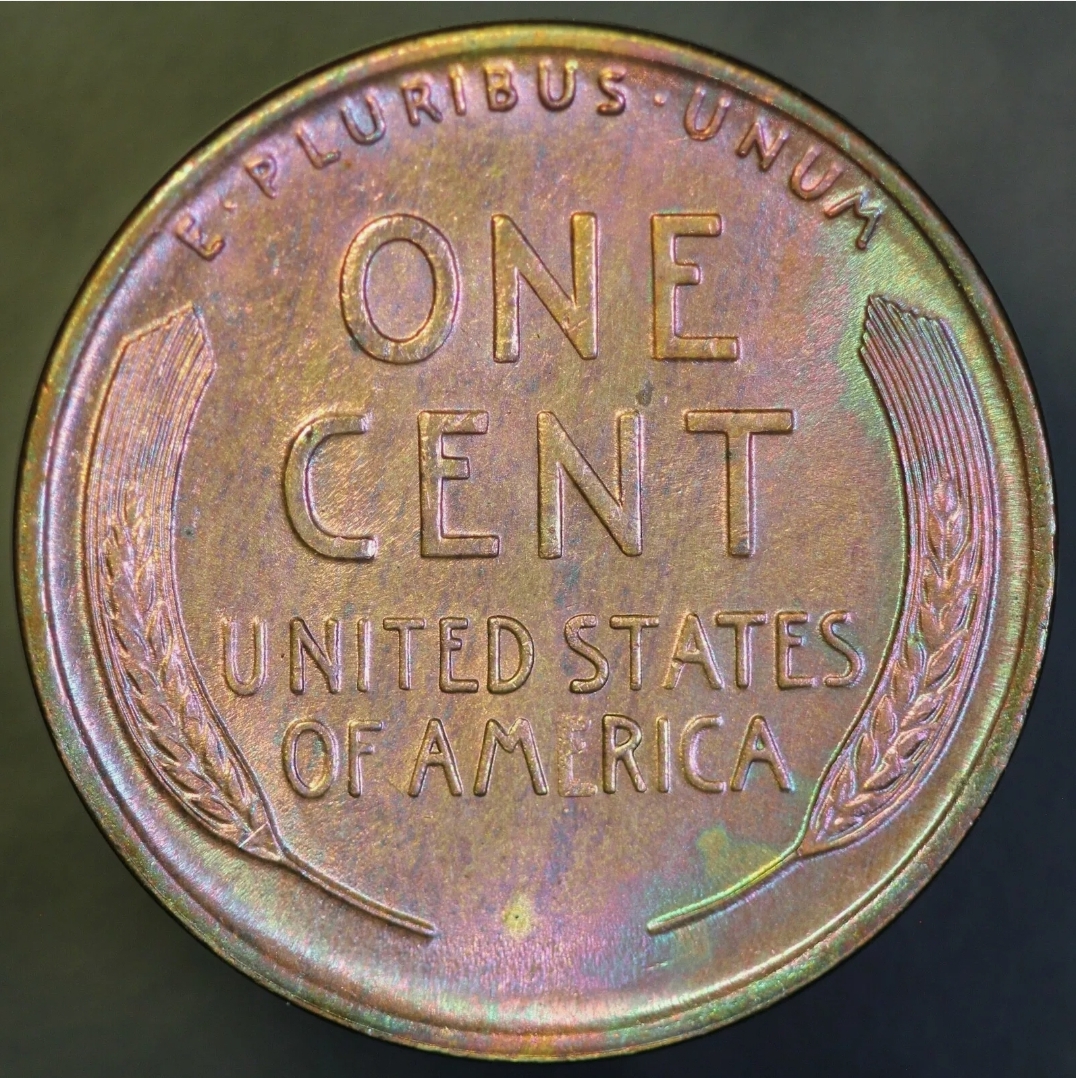 E · PLURIBUS · UNUM
ONE
CENT
UNITED STATES
OF AMERICA